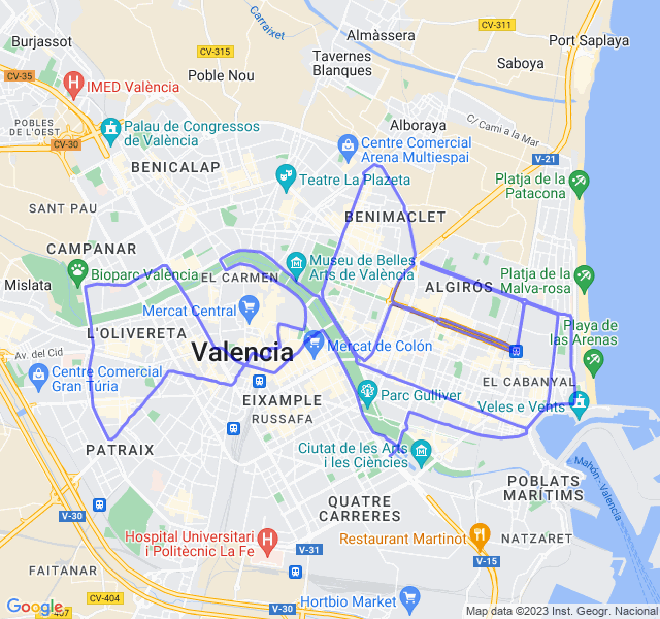 Carraixet
Burjassot
CV-35
CV-315
Almàssera
CV-311
Port Saplaya
Tavernes
Blanques
Saboya
Poble Nou
IMED València
POBLES
DE L'OEST
Palau de Congressos
de València
CV-30
Alboraya
C/ Cami a la Mar
Centre Comercial
Arena Multiespai
V-21
BENICALAP
Teatre La Plazeta
Platja de la
Patacona
SANT PAU
BENIMACLET
CAMPANAR
Museu de Belles
Arts de València
Bioparc València
EL CARMEN
Mislata
ALGIRÓS
Platja de la
Malva-rosa
Mercat Central
L'OLIVERETA
Playa de
las Arenas
Av. del Cid
Valencia
Mercat de Colón
Centre Comercial
Gran Túria
EL CABANYAL
EIXAMPLE
Parc Gulliver
Veles e Vents
RUSSAFA
PATRAIX
Ciutat de les Arts
i les Ciències
Mahón - Valencia
POBLATS
MARÍTIMS
V-30
QUATRE
CARRERES
Hospital Universitari
i Politècnic La Fe
V-31
Restaurant Martinot
NATZARET
V-15
FAITANAR
CV-404
Hortbio Market
V-30
Google
407
Map data ©2023 Inst. Geogr. Nacional